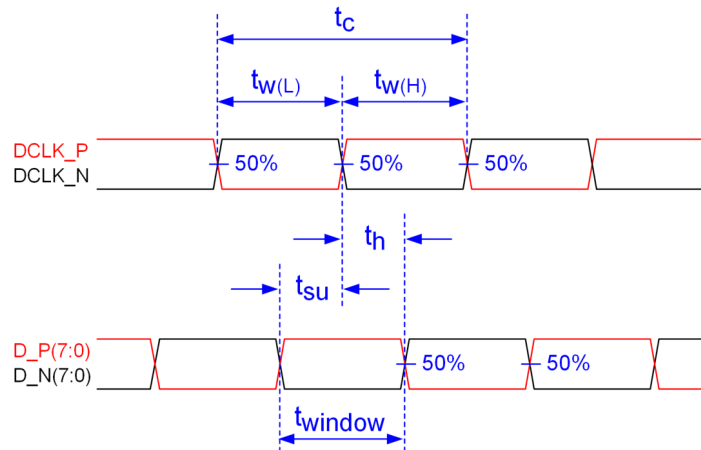 tc
tw(L) tw(H)
DCLK_P
DCLK_N
50% 50% 50%
th
tsu
D_P(7:0)
D_N(7:0)
50% 50%
twindow